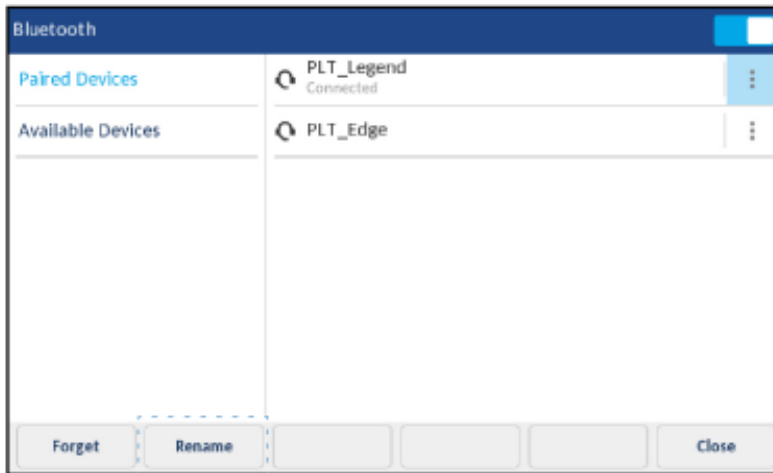 Bluetooth
Paired Devices
PLT_Legend
Connected
Available Devices
PLT_Edge
Forget
Rename
Close